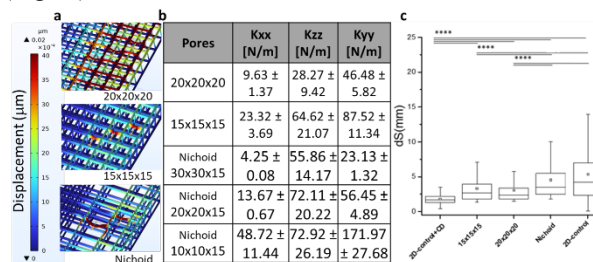 a
μm
▲ 0.02
×10⁻³
40
35
30
25
20
15
10
5
0
▼ 0
Displacement (μm)
20x20x20
15x15x15
Nichoid
b
Pores Kxx [N/m] Kzz [N/m] Kyy [N/m]
20x20x20 9.63 ± 1.37 28.27 ± 9.42 46.48 ± 5.82
15x15x15 23.32 ± 3.69 64.62 ± 21.07 87.52 ± 11.34
Nichoid 30x30x15 4.25 ± 0.08 55.86 ± 14.17 23.13 ± 1.32
Nichoid 20x20x15 13.67 ± 0.67 72.11 ± 20.22 56.45 ± 4.89
Nichoid 10x10x15 48.72 ± 11.44 72.92 ± 26.19 171.97 ± 27.68
c
****
****
****
25
20
15
10
5
0
dS(mm)
2D-control+CD
15x15x15
20x20x20
Nichoid
2D-control